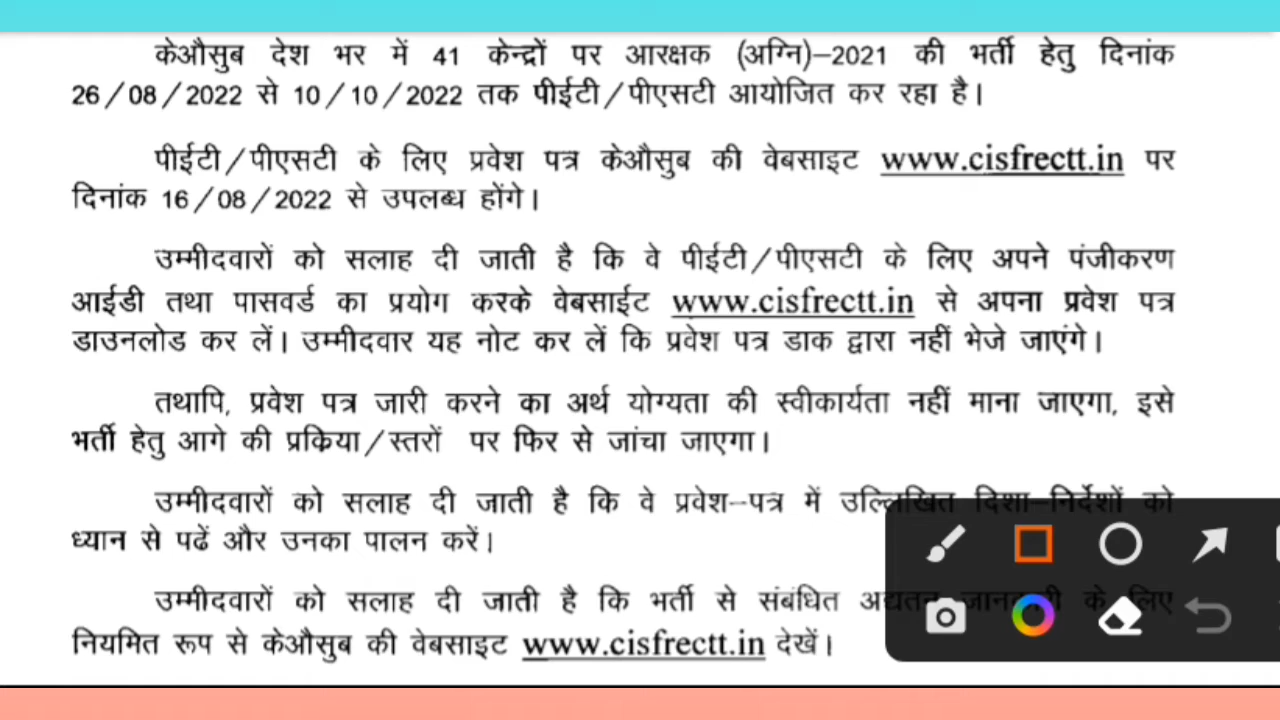 केऔसुब देश भर में 41 केन्द्रों पर आरक्षक (अग्नि)–2021 की भर्ती हेतु दिनांक
26/08/2022 से 10/10/2022 तक पीईटी/पीएसटी आयोजित कर रहा है।
पीईटी/पीएसटी के लिए प्रवेश पत्र केऔसुब की वेबसाइट www.cisfrectt.in पर
दिनांक 16/08/2022 से उपलब्ध होंगे।
उम्मीदवारों को सलाह दी जाती है कि वे पीईटी/पीएसटी के लिए अपने पंजीकरण
आईडी तथा पासवर्ड का प्रयोग करके वेबसाईट www.cisfrectt.in से अपना प्रवेश पत्र
डाउनलोड कर लें। उम्मीदवार यह नोट कर लें कि प्रवेश पत्र डाक द्वारा नहीं भेजे जाएंगे।
तथापि, प्रवेश पत्र जारी करने का अर्थ योग्यता की स्वीकार्यता नहीं माना जाएगा, इसे
भर्ती हेतु आगे की प्रक्रिया/स्तरों पर फिर से जांचा जाएगा।
उम्मीदवारों को सलाह दी जाती है कि वे प्रवेश–पत्र में उल्लिखित दिशा–निर्देशों को
ध्यान से पढें और उनका पालन करें।
उम्मीदवारों को सलाह दी जाती है कि भर्ती से संबंधित अद्यतन जानकारी के लिए
नियमित रूप से केऔसुब की वेबसाइट www.cisfrectt.in देखें।